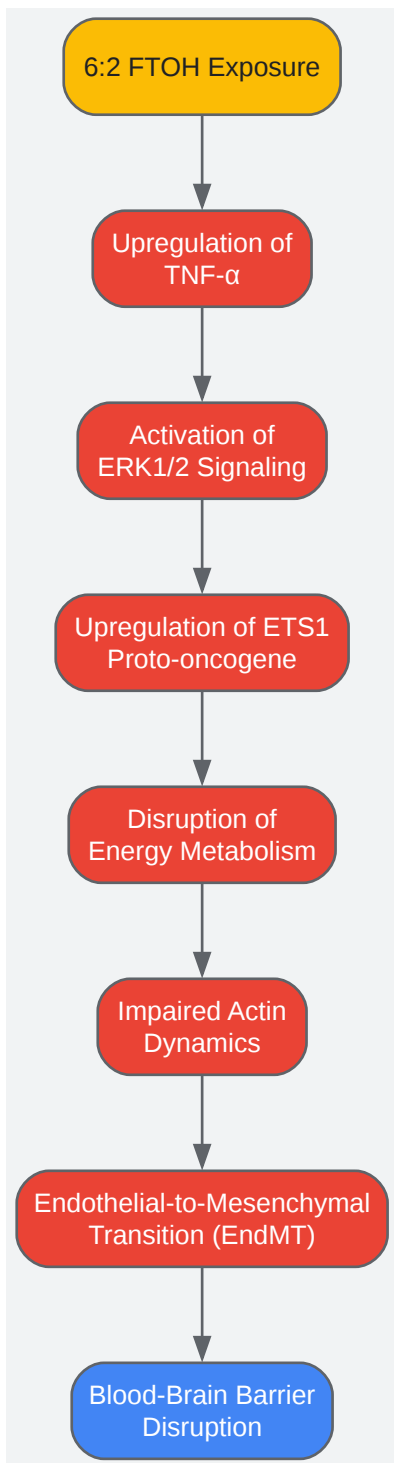 6:2 FTOH Exposure
Upregulation of
TNF-α
Activation of
ERK1/2 Signaling
Upregulation of ETS1
Proto-oncogene
Disruption of
Energy Metabolism
Impaired Actin
Dynamics
Endothelial-to-Mesenchymal
Transition (EndMT)
Blood-Brain Barrier
Disruption